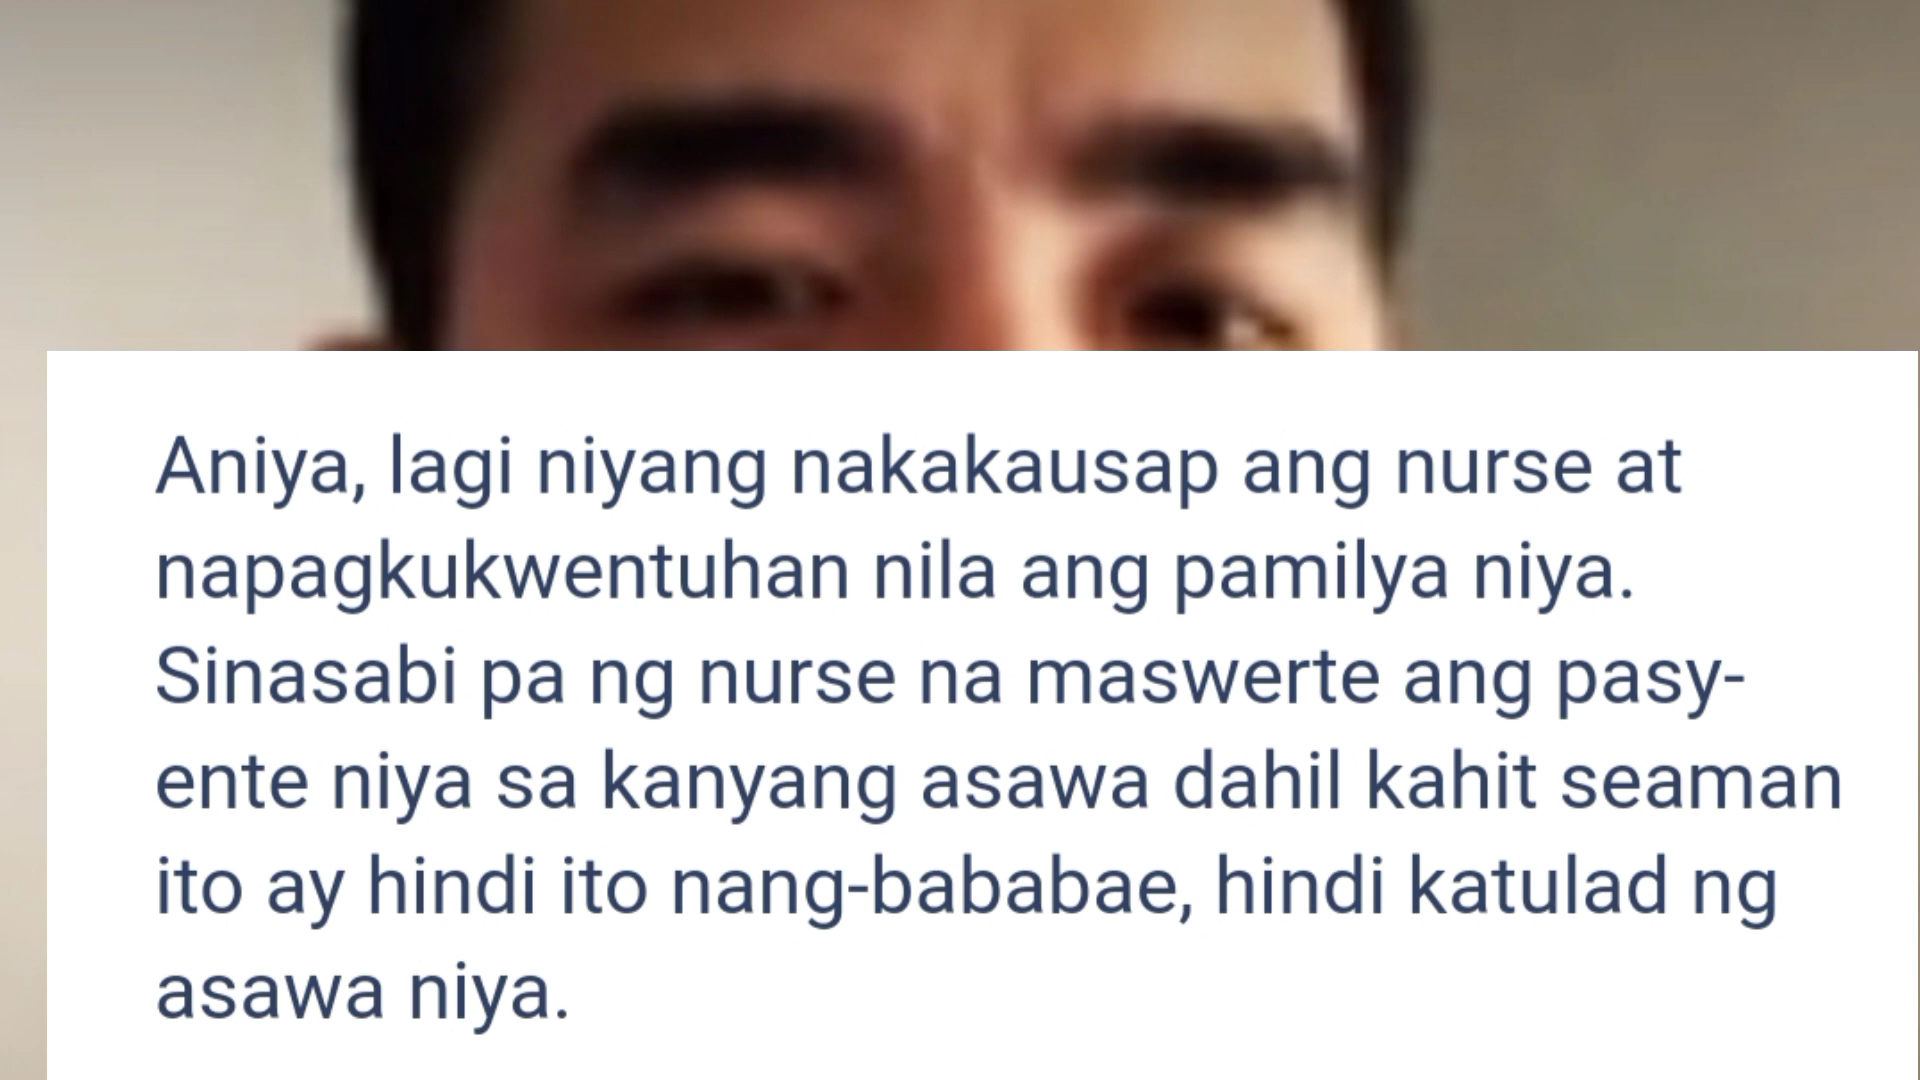 Aniya, lagi niyang nakakausap ang nurse at
napagkukwentuhan nila ang pamilya niya.
Sinasabi pa ng nurse na maswerte ang pasy-
ente niya sa kanyang asawa dahil kahit seaman
ito ay hindi ito nang-bababae, hindi katulad ng
asawa niya.